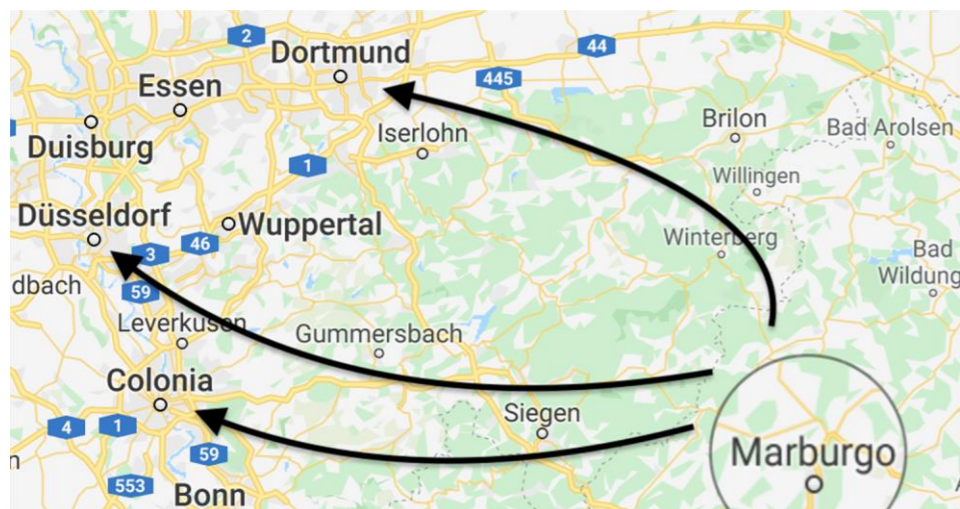 2
44
Dortmund
445
Essen
Brilon
Bad Arolsen
Iserlohn
Duisburg
1
Willingen
Düsseldorf
Wuppertal
Winterberg
46
3
Bad
Wildung
dbach
59
Leverkusen
Gummersbach
Colonia
Siegen
4
1
59
Marburgo
n
553
Bonn